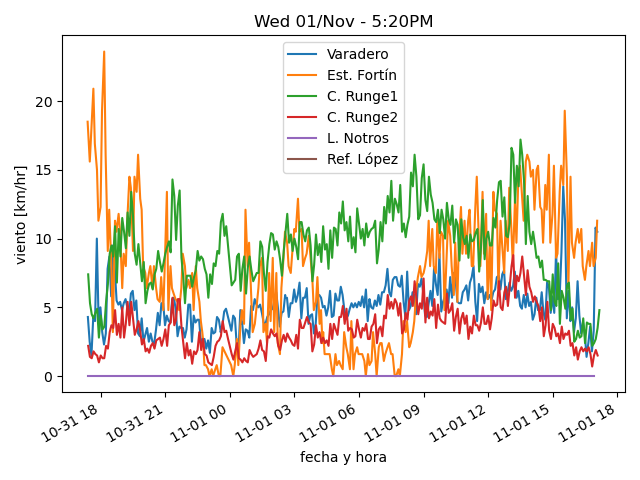 Wed 01/Nov - 5:20PM
Varadero
Est. Fortín
C. Runge1
C. Runge2
L. Notros
Ref. López
viento [km/hr]
20
15
10
5
0
10-31 18
10-31 21
11-01 00
11-01 03
11-01 06
11-01 09
11-01 12
11-01 15
11-01 18
fecha y hora